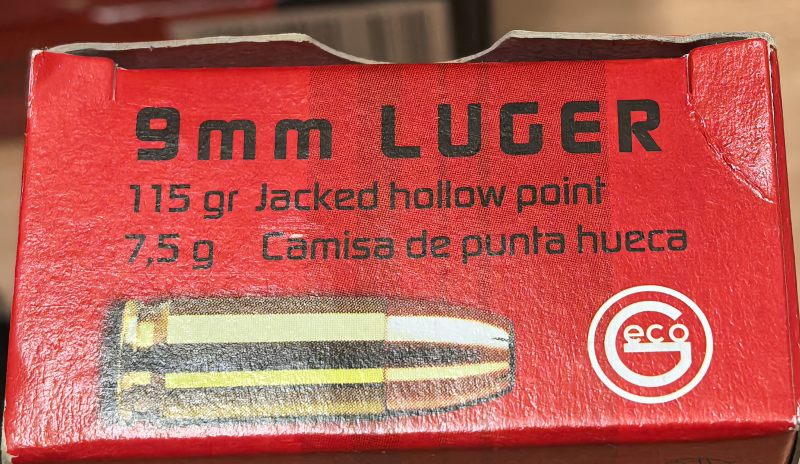 9mm LUGER
115 gr Jacked hollow point
7,5 g Camisa de punta hueca
Geco